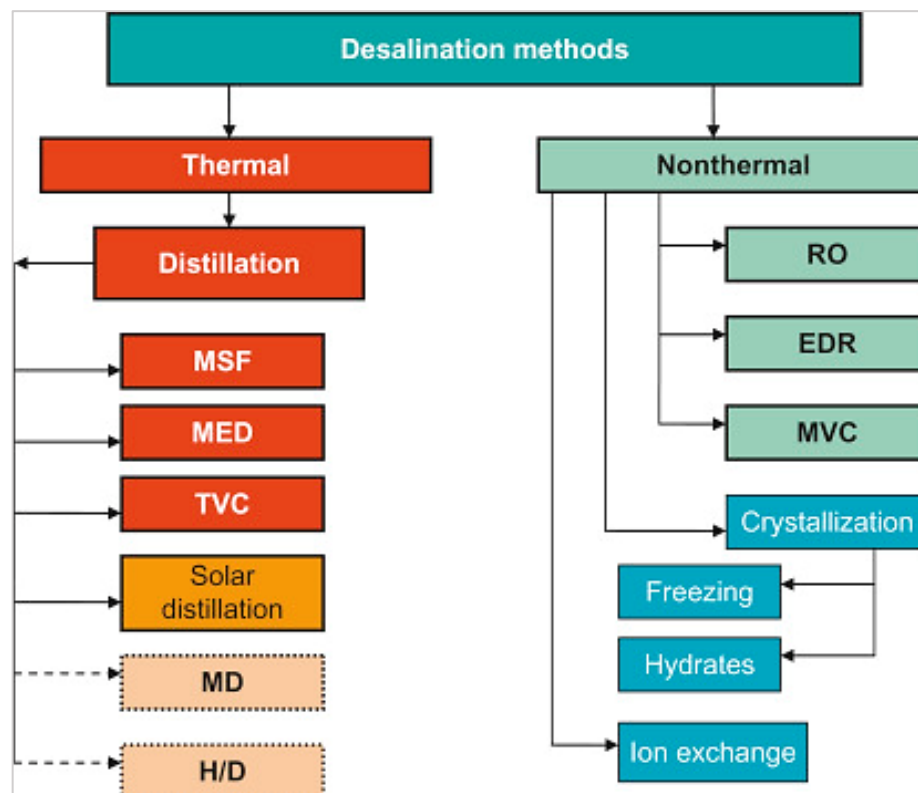 Desalination methods
Thermal
Nonthermal
Distillation
RO
EDR
MVC
MSF
MED
TVC
Solar
distillation
MD
H/D
Crystallization
Freezing
Hydrates
Ion exchange